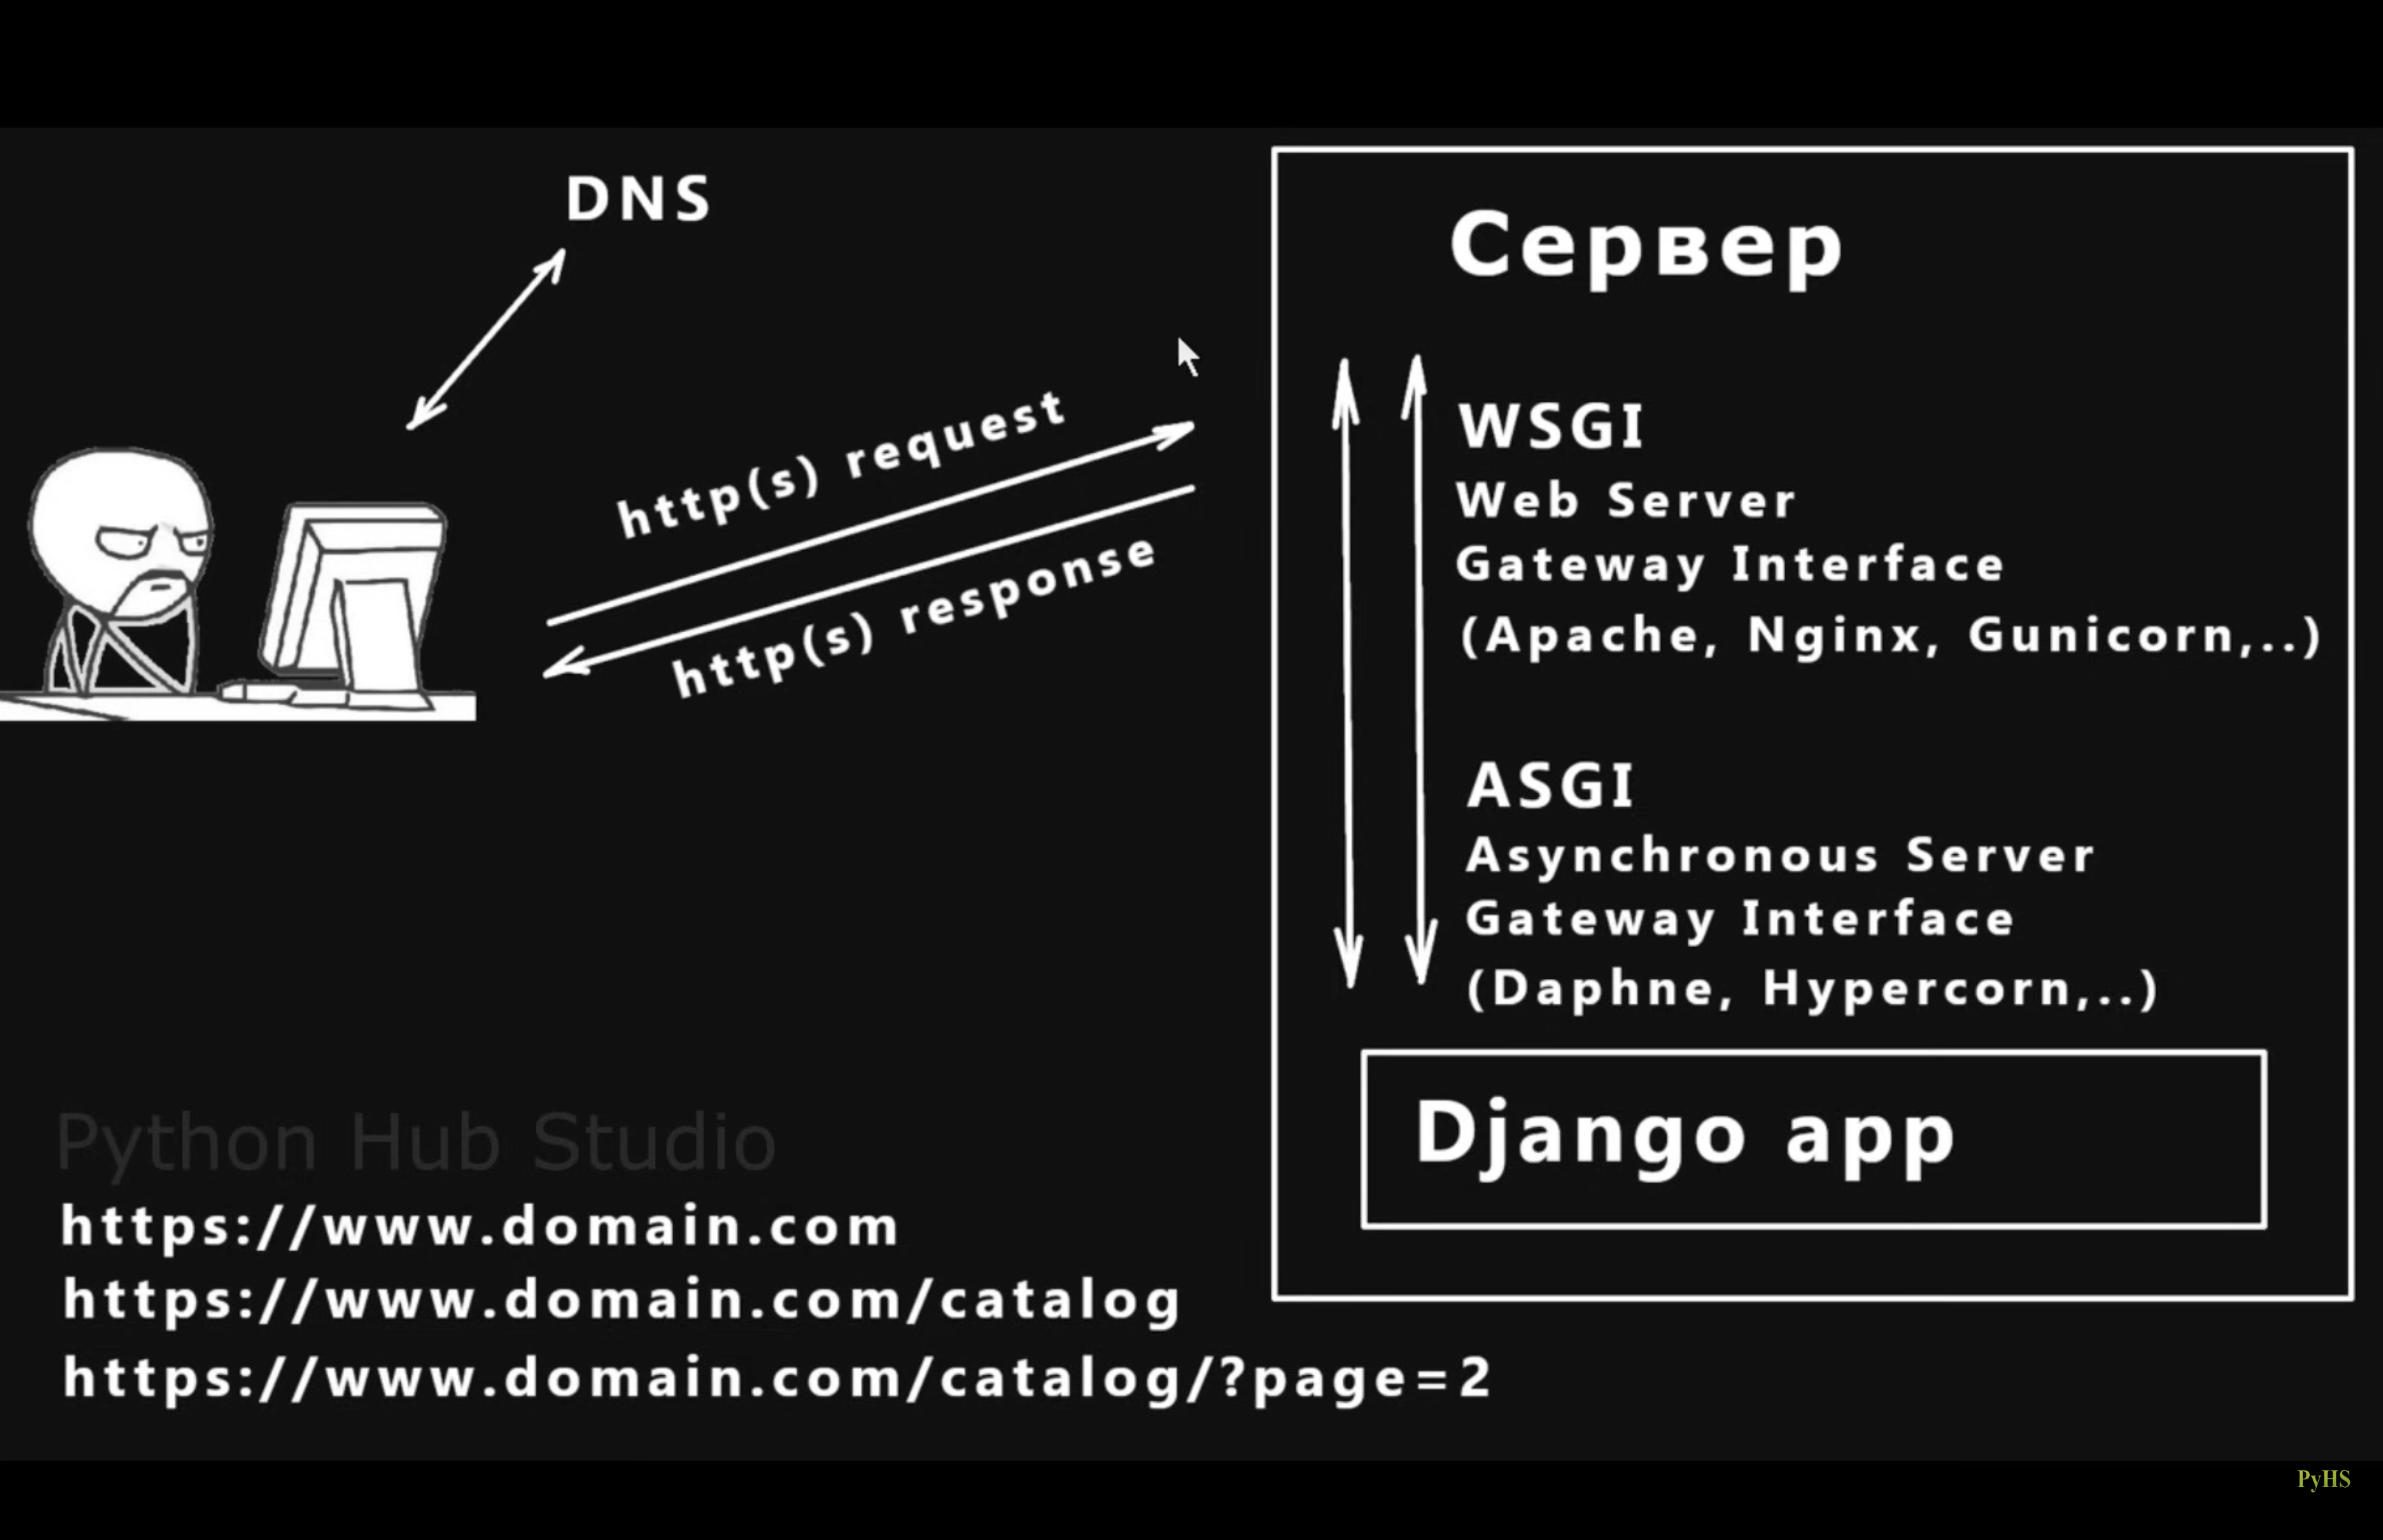 DNS
http(s) request
http(s) response
Сервер
WSGI
Web Server
Gateway Interface
(Apache, Nginx, Gunicorn,..)
ASGI
Asynchronous Server
Gateway Interface
(Daphne, Hypercorn,..)
Django app
Python Hub Studio
https://www.domain.com
https://www.domain.com/catalog
https://www.domain.com/catalog/?page=2
PyHS